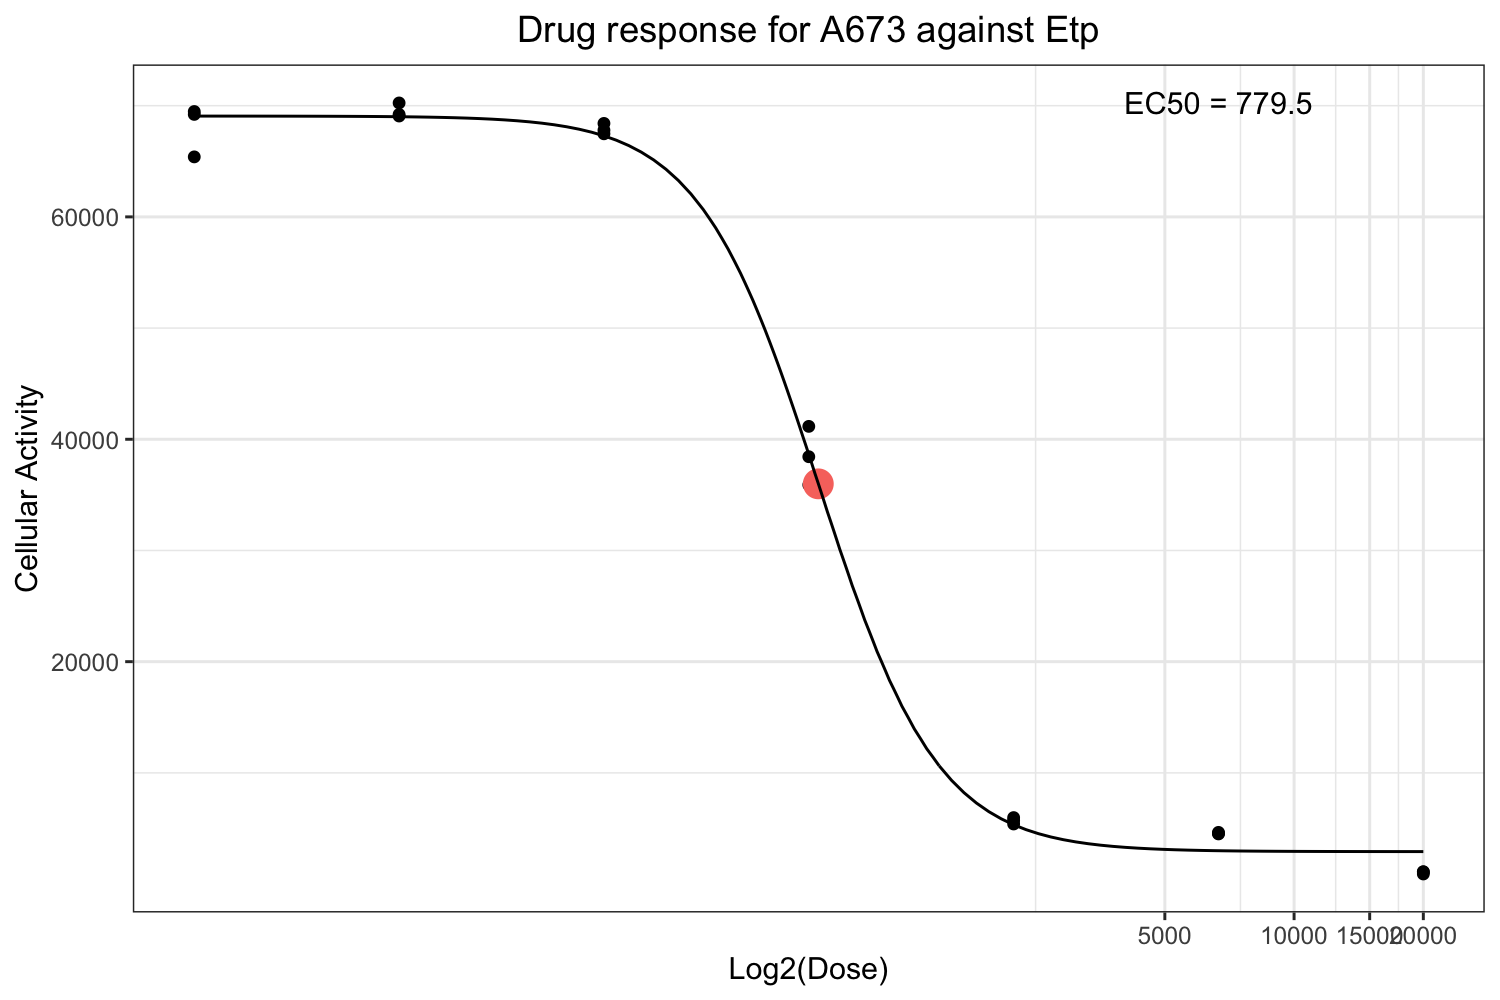 Drug response for A673 against Etp
EC50 = 779.5
60000
40000
20000
Cellular Activity
5000 10000 15000 20000
Log2(Dose)